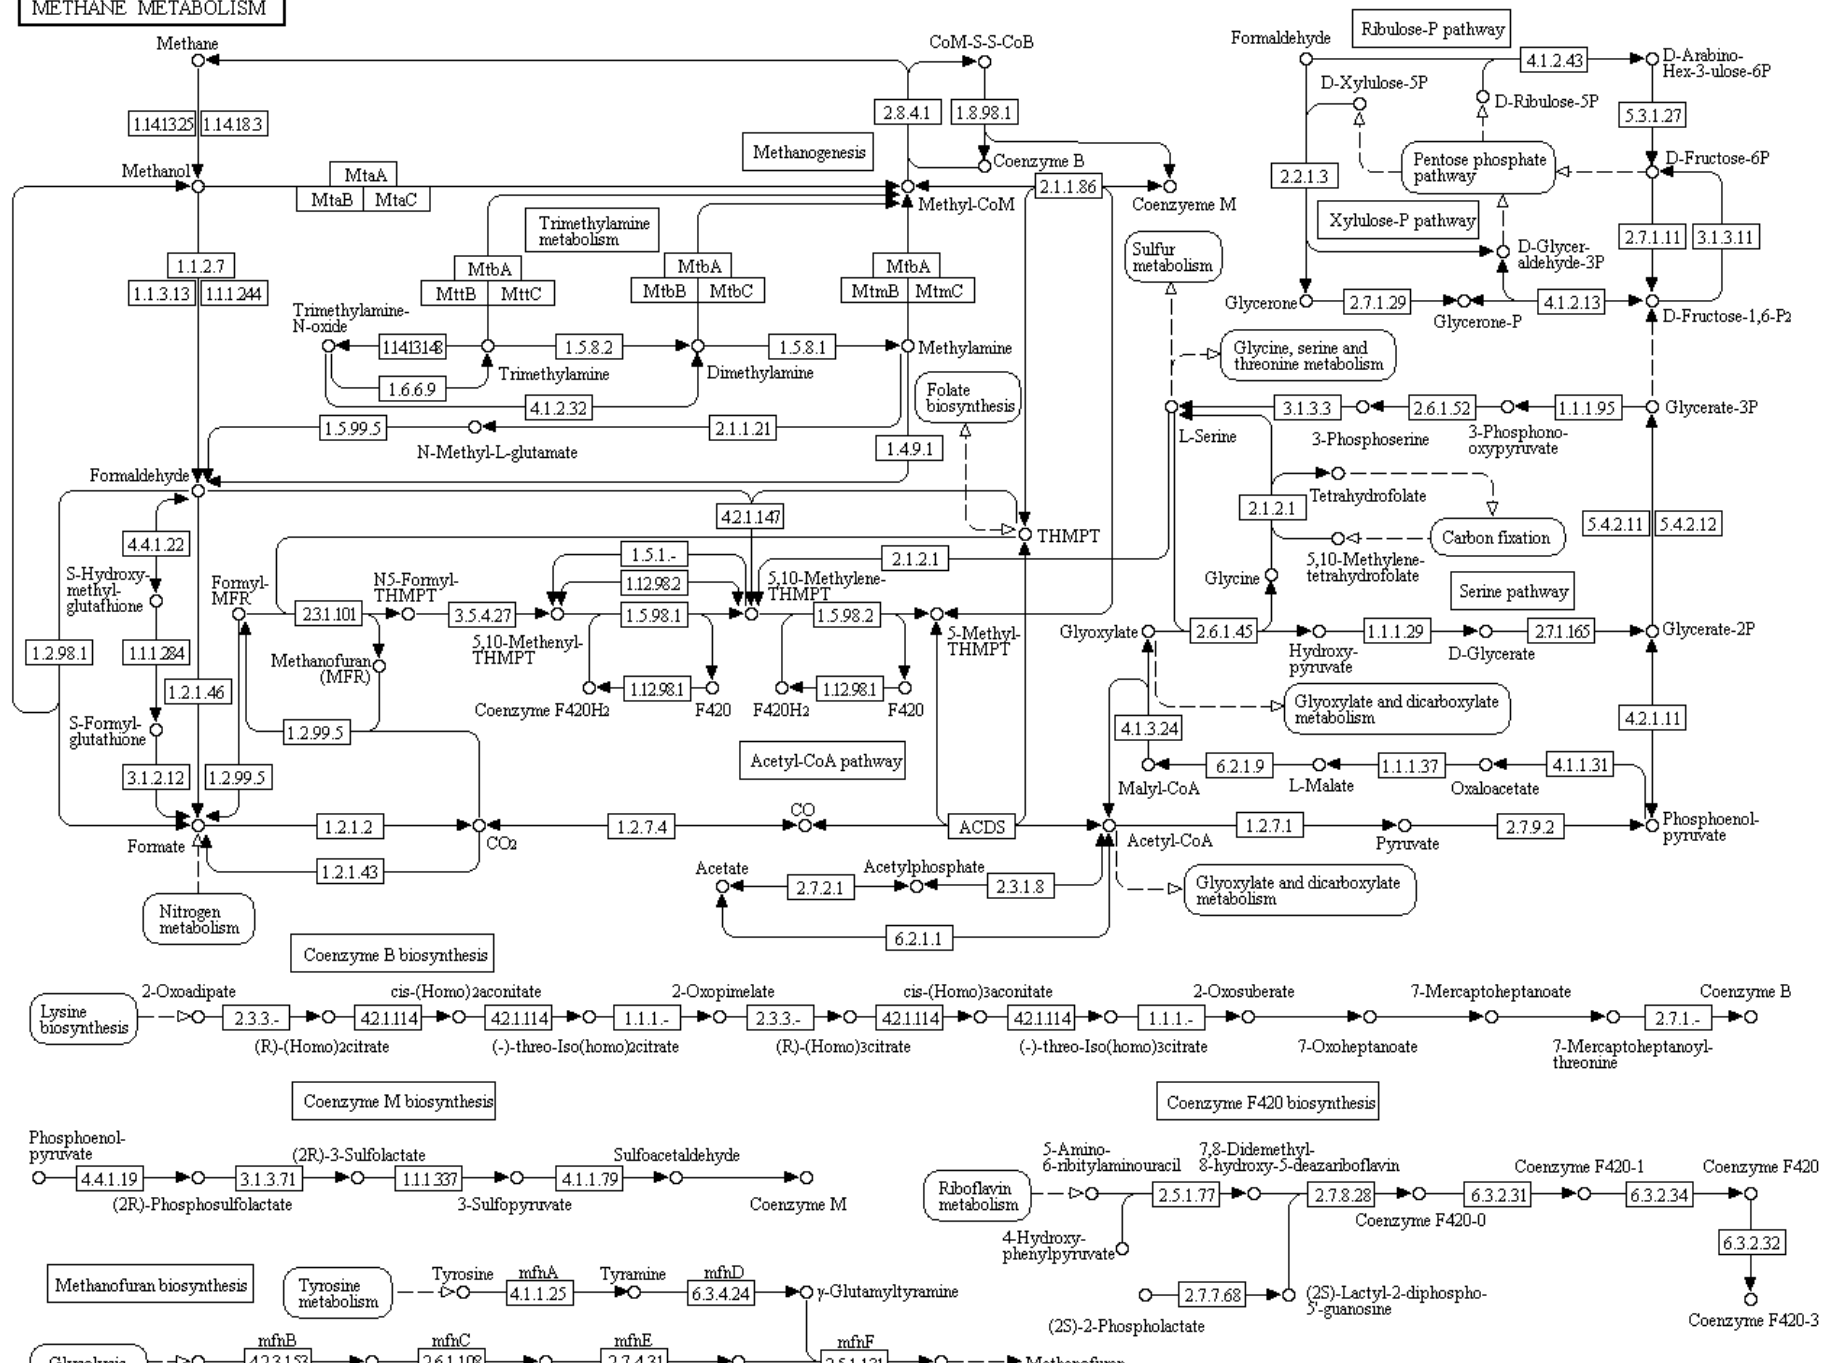 METHANE METABOLISM
Methane
CoM-S-S-CoB
Formaldehyde
Ribulose-P pathway
4.1.2.43
D-Arabino-
Hex-3-ulose-6P
D-Xylulose-5P
D-Ribulose-5P
1.14.13.25
1.14.18.3
2.8.4.1
1.8.98.1
5.3.1.27
Methanogenesis
Coenzyme B
Pentose phosphate
pathway
D-Fructose-6P
Methanol
MtaA
MtaB
MtaC
2.1.1.86
2.2.1.3
Methyl-CoM
Coenzyeme M
Trimethylamine
metabolism
Xylulose-P pathway
Sulfur
metabolism
2.7.1.11
3.1.3.11
D-Glycer-
aldehyde-3P
1.1.2.7
1.1.3.13
1.1.1.244
MtbA
MttB
MttC
MtbA
MtbB
MtbC
MtbA
MtmB
MtmC
Glycerone
2.7.1.29
Glycerone-P
4.1.2.13
D-Fructose-1,6-P2
Trimethylamine-
N-oxide
1.14.13.148
1.5.8.2
1.5.8.1
Methylamine
Trimethylamine
Dimethylamine
Glycine, serine and
threonine metabolism
1.6.6.9
4.1.2.32
Folate
biosynthesis
3.1.3.3
2.6.1.52
1.1.1.95
Glycerate-3P
1.5.99.5
2.1.1.21
N-Methyl-L-glutamate
1.4.9.1
L-Serine
3-Phosphoserine
3-Phosphono-
oxypyruvate
Formaldehyde
Tetrahydrofolate
4.2.1.147
2.1.2.1
5.4.2.11
5.4.2.12
4.4.1.22
THMPT
Carbon fixation
1.5.1.-
2.1.2.1
5,10-Methylene-
tetrahydrofolate
S-Hydroxy-
methyl-
glutathione
Formyl-
MFR
N5-Formyl-
THMPT
1.12.98.2
5,10-Methylene-
THMPT
Glycine
Serine pathway
2.3.1.101
3.5.4.27
1.5.98.1
1.5.98.2
5,10-Methenyl-
THMPT
5-Methyl-
THMPT
Glyoxylate
2.6.1.45
1.1.1.29
2.7.1.165
Glycerate-2P
Hydroxy-
pyruvate
D-Glycerate
1.2.98.1
1.1.1.284
Methanofuran
(MFR)
1.2.1.46
1.12.98.1
1.12.98.1
Coenzyme F420H2
F420
F420H2
F420
Glyoxylate and dicarboxylate
metabolism
S-Formyl-
glutathione
1.2.99.5
4.1.3.24
4.2.1.11
Acetyl-CoA pathway
3.1.2.12
1.2.99.5
6.2.1.9
1.1.1.37
4.1.1.31
Malyl-CoA
L-Malate
Oxaloacetate
CO
Formate
1.2.1.2
CO2
1.2.7.4
ACDS
Acetyl-CoA
1.2.7.1
Pyruvate
2.7.9.2
Phosphoenol-
pyruvate
1.2.1.43
Acetate
2.7.2.1
Acetylphosphate
2.3.1.8
Glyoxylate and dicarboxylate
metabolism
Nitrogen
metabolism
6.2.1.1
Coenzyme B biosynthesis
2-Oxoadipate
cis-(Homo)2aconitate
2-Oxopimelate
cis-(Homo)3aconitate
2-Oxosuberate
7-Mercaptoheptanoate
Coenzyme B
Lysine
biosynthesis
2.3.3.-
4.2.1.114
4.2.1.114
1.1.1.-
2.3.3.-
4.2.1.114
4.2.1.114
1.1.1.-
2.7.1.-
(R)-(Homo)2citrate
(-)-threo-Iso(homo)2citrate
(R)-(Homo)3citrate
(-)-threo-Iso(homo)3citrate
7-Oxoheptanoate
7-Mercaptoheptanoyl-
threonine
Coenzyme M biosynthesis
Coenzyme F420 biosynthesis
Phosphoenol-
pyruvate
(2R)-3-Sulfolactate
Sulfoacetaldehyde
4.4.1.19
3.1.3.71
1.1.1.337
4.1.1.79
(2R)-Phosphosulfolactate
3-Sulfopyruvate
Coenzyme M
5-Amino-
6-ribitylaminouracil
7,8-Didemethyl-
8-hydroxy-5-deazariboflavin
Coenzyme F420-1
Coenzyme F420
Riboflavin
metabolism
2.5.1.77
2.7.8.28
6.3.2.31
6.3.2.34
Coenzyme F420-0
4-Hydroxy-
phenylpyruvate
6.3.2.32
Methanofuran biosynthesis
Tyrosine
metabolism
Tyrosine
mfnA
4.1.1.25
Tyramine
mfnD
6.3.4.24
γ-Glutamyltyramine
2.7.7.68
(2S)-Lactyl-2-diphospho-
5'-guanosine
(2S)-2-Phospholactate
Coenzyme F420-3
mfnB
mfnC
mfnE
mfnF
Glycolysis
4.2.3.153
2.6.1.108
2.7.4.31
2.5.1.131
Methanofuran